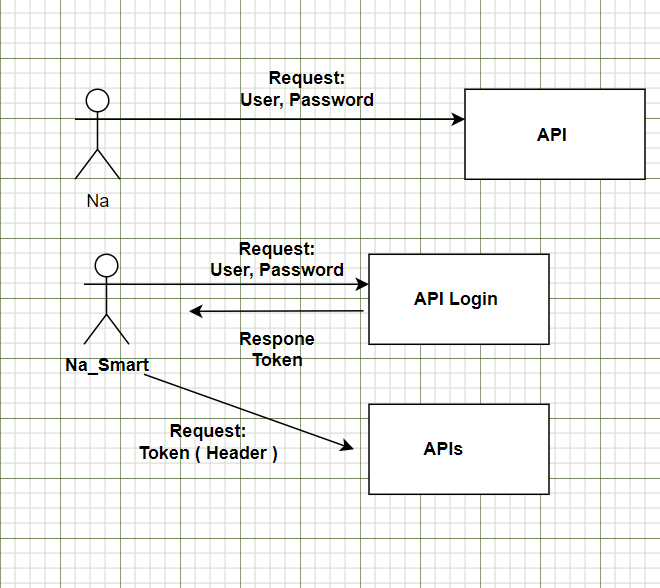 Request:
User, Password
API
Na
Request:
User, Password
API Login
Respone
Token
Na_Smart
Request:
Token ( Header )
APIs